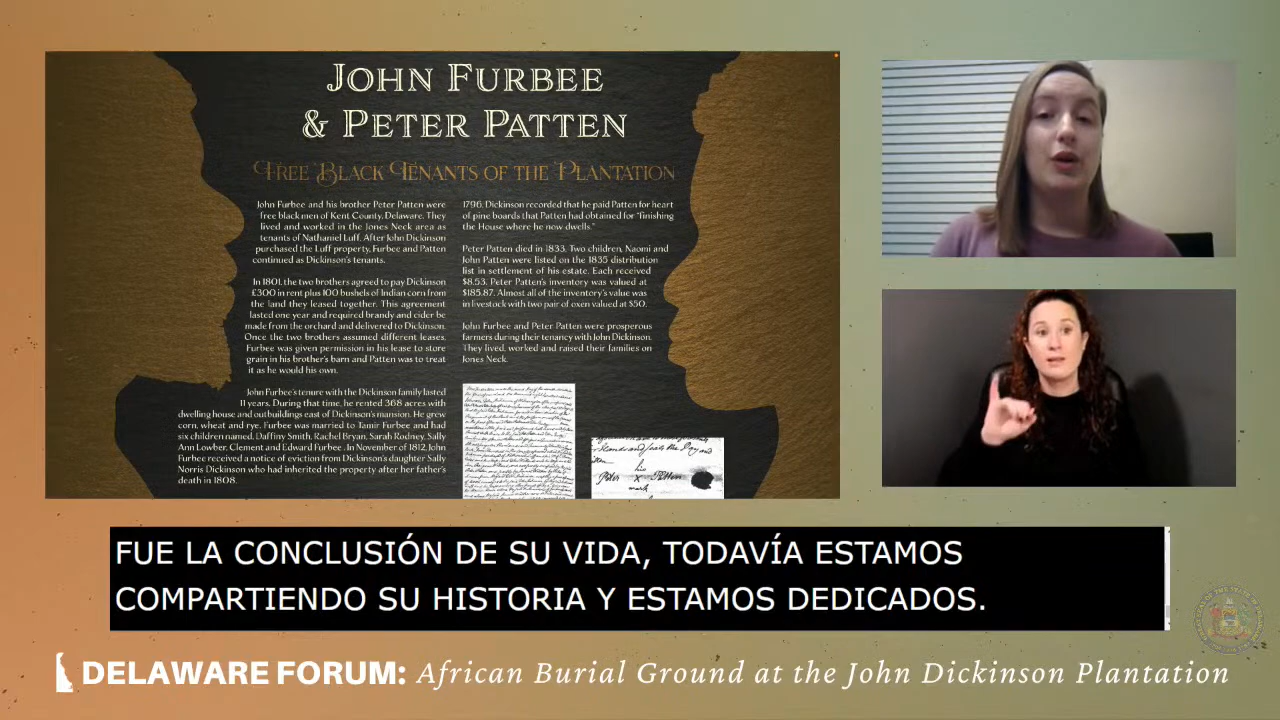 JOHN FURBEE
& PETER PATTEN
FREE BLACK TENANTS OF THE PLANTATION
John Furbee and his brother Peter Patten were
free black men of Kent County, Delaware. They
lived and worked in the Jones Neck area as
tenants of Nathaniel Luff. After John Dickinson
purchased the Luff property, Furbee and Patten
continued as Dickinson's tenants.
In 1801, the two brothers agreed to pay Dickinson
£300 in rent plus 100 bushels of Indian corn from
the land they leased together. This agreement
lasted one year and required brandy and cider be
made from the orchard and delivered to Dickinson.
Once the two brothers assumed different leases,
Furbee was given permission in his lease to store
grain in his brother's barn and Patten was to treat
it as he would his own.
John Furbee's tenure with the Dickinson family lasted
11 years. During that time, he rented 368 acres with
dwelling house and outbuildings east of Dickinson's mansion. He grew
corn, wheat and rye. Furbee was married to Tamir Furbee and had
six children named, Daffiny Smith, Rachel Bryan, Sarah Rodney, Sally
Ann Lowber, Clement and Edward Furbee. In November of 1812, John
Furbee received a notice of eviction from Dickinson's daughter Sally
Norris Dickinson who had inherited the property after her father's
death in 1808.
1796, Dickinson recorded that he paid Patten for heart
of pine boards that Patten had obtained for "finishing
the House where he now dwells."
Peter Patten died in 1833. Two children, Naomi and
John Patten were listed on the 1835 distribution
list in settlement of his estate. Each received
$8.53. Peter Patten's inventory was valued at
$185.87. Almost all of the inventory's value was
in livestock with two pair of oxen valued at $50.
John Furbee and Peter Patten were prosperous
farmers during their tenancy with John Dickinson.
They lived, worked and raised their families on
Jones Neck.
his
Peter x Patten
mark
FUE LA CONCLUSIÓN DE SU VIDA, TODAVÍA ESTAMOS
COMPARTIENDO SU HISTORIA Y ESTAMOS DEDICADOS.
DELAWARE FORUM: African Burial Ground at the John Dickinson Plantation